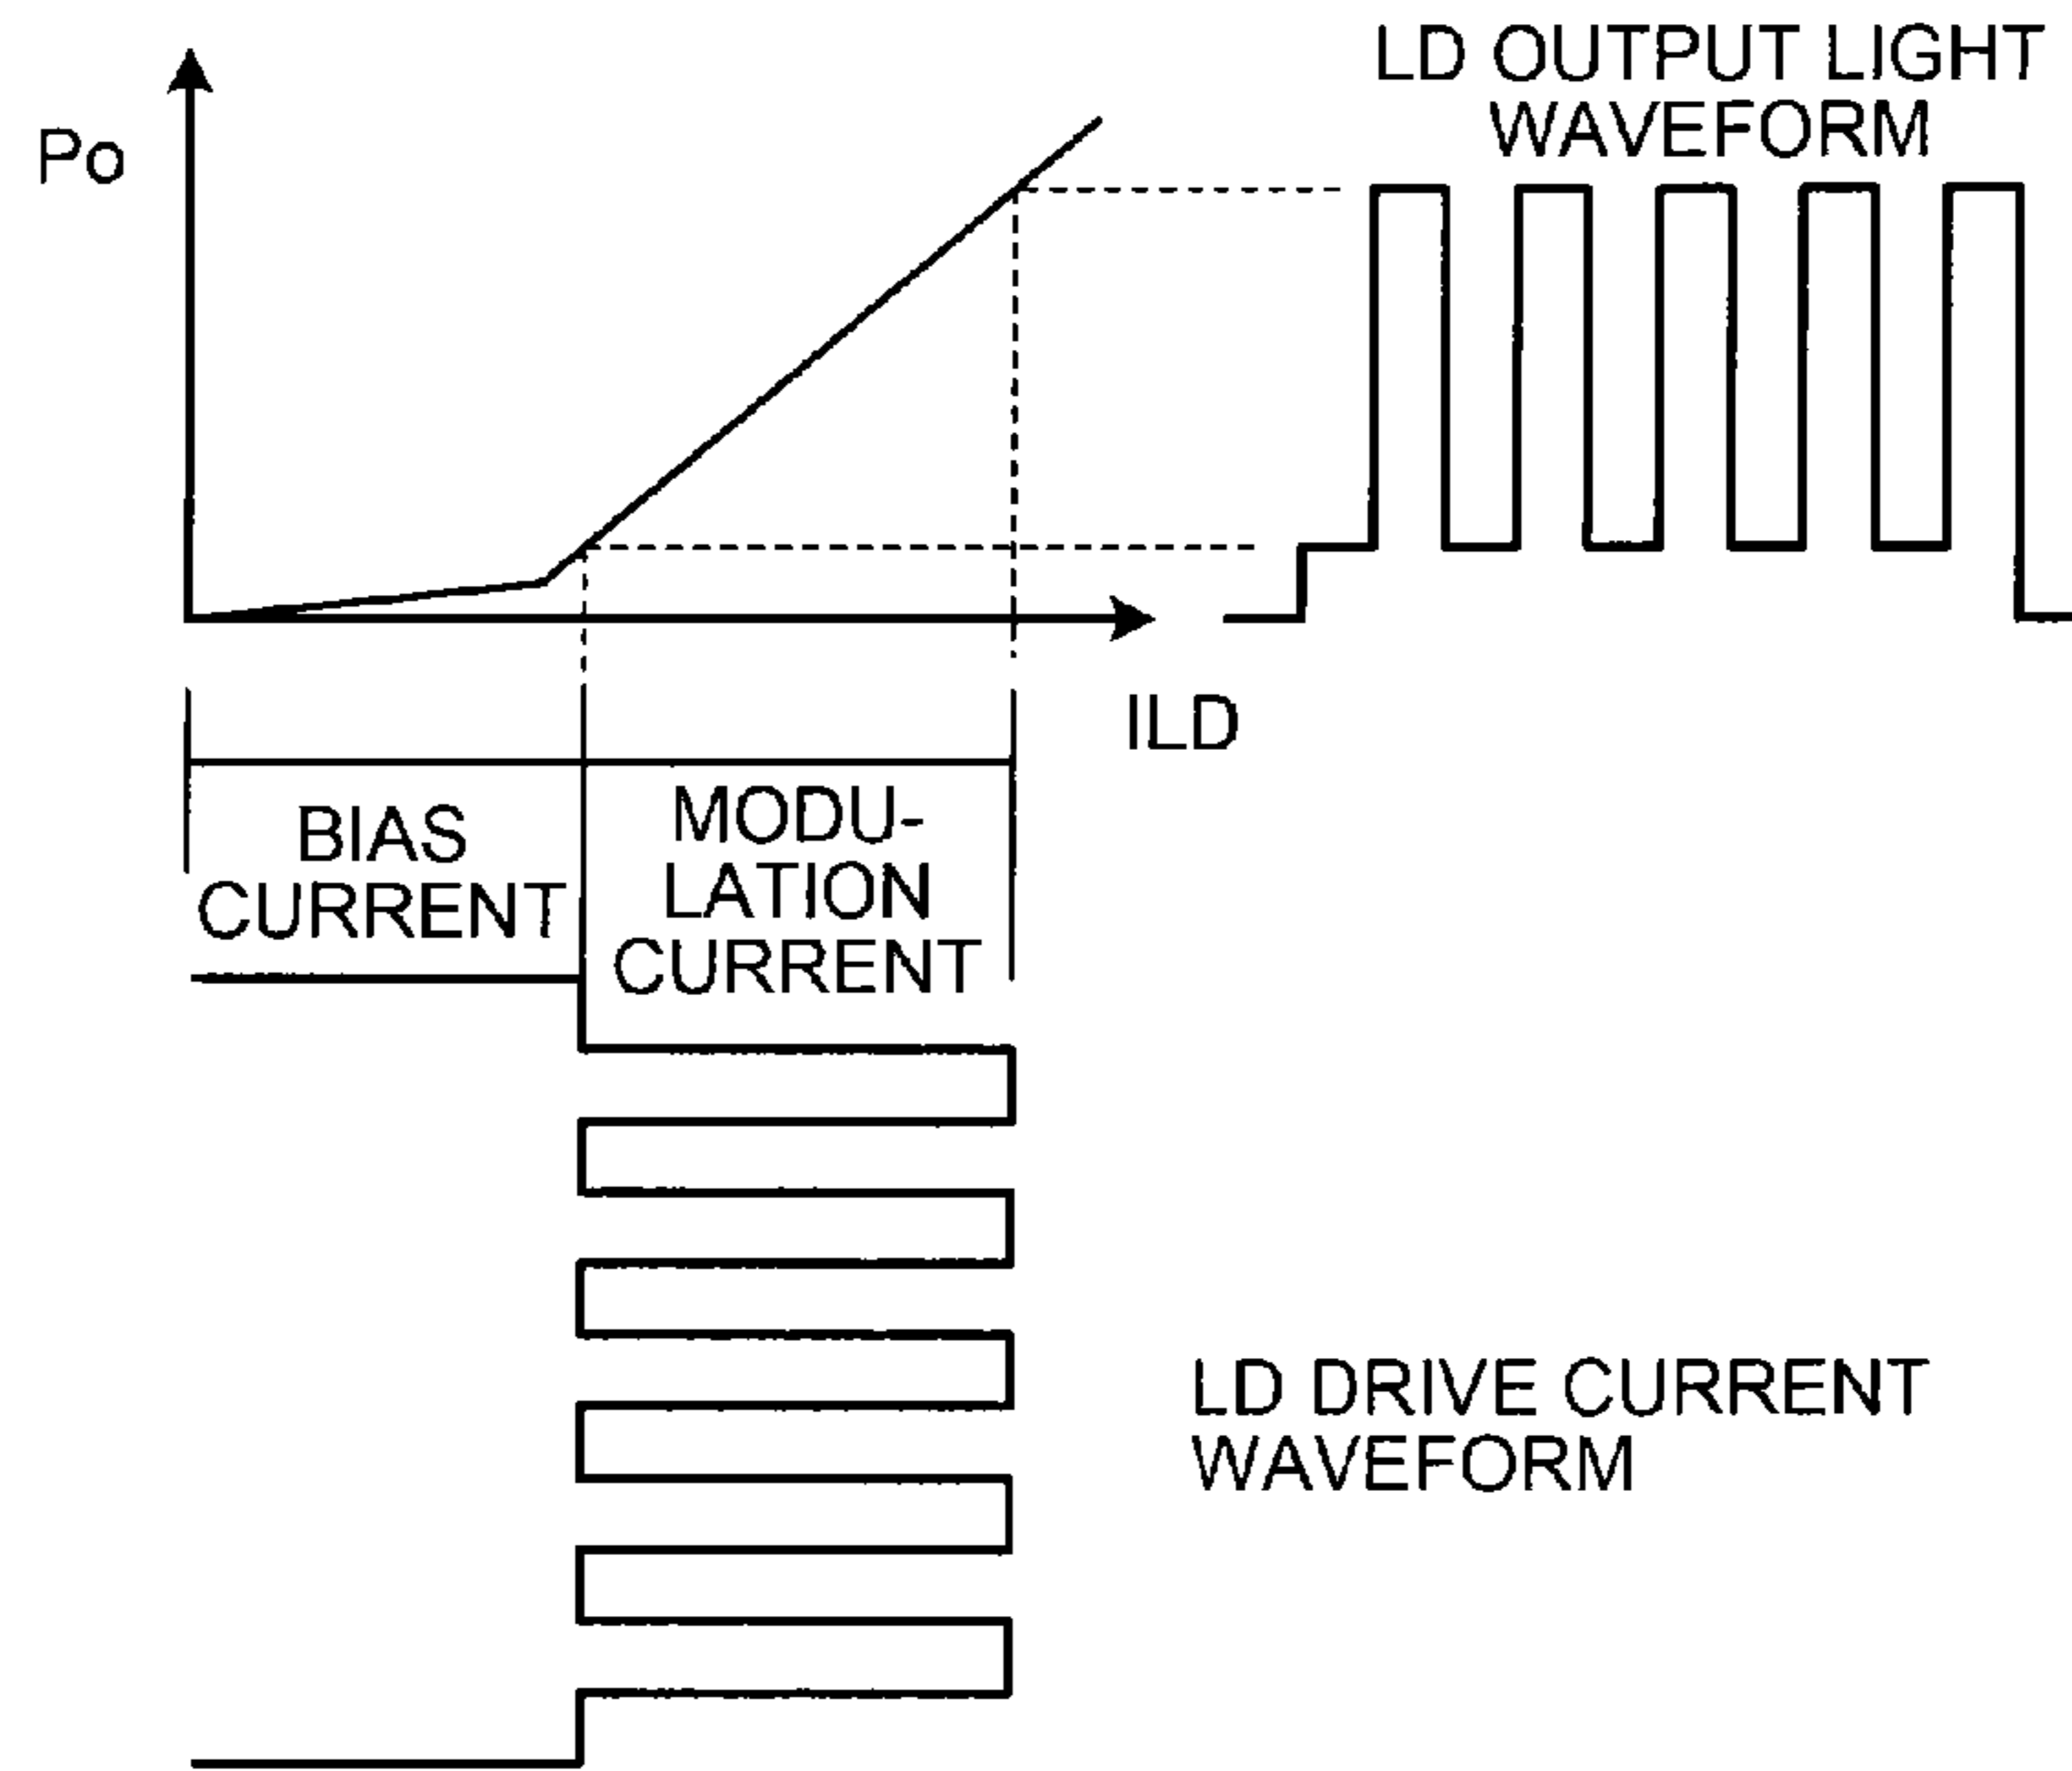 LD OUTPUT LIGHT
WAVEFORM
Po
ILD
BIAS
CURRENT
MODU-
LATION
CURRENT
LD DRIVE CURRENT
WAVEFORM